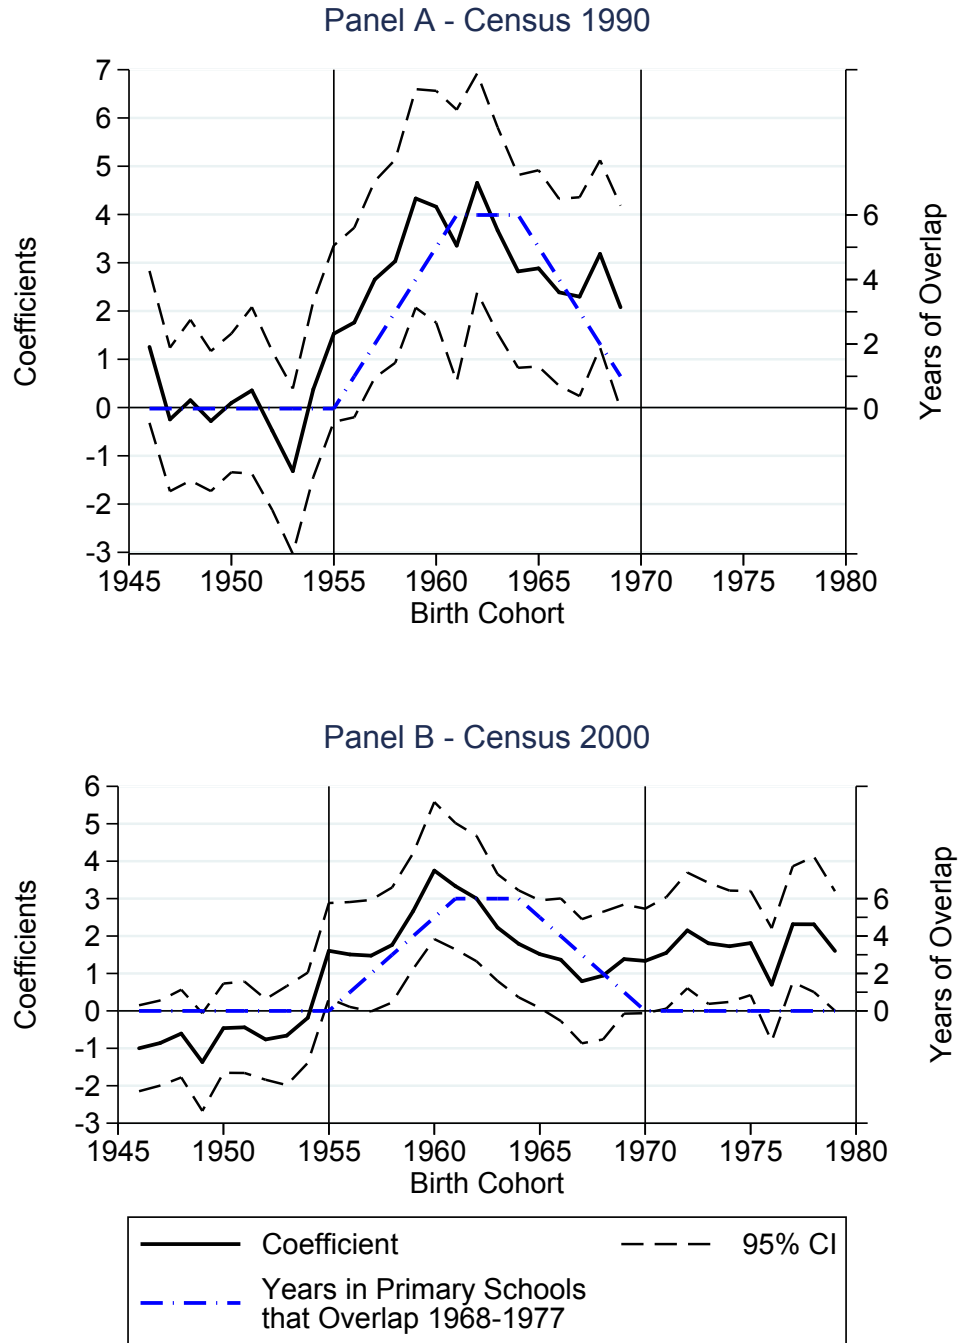 Panel A - Census 1990
7
6
5
4
3
2
1
0
-1
-2
-3
Coefficients
6
4
2
0
Years of Overlap
1945 1950 1955 1960 1965 1970 1975 1980
Birth Cohort
Panel B - Census 2000
6
5
4
3
2
1
0
-1
-2
-3
Coefficients
6
4
2
0
Years of Overlap
1945 1950 1955 1960 1965 1970 1975 1980
Birth Cohort
Coefficient 95% CI
Years in Primary Schools
that Overlap 1968-1977